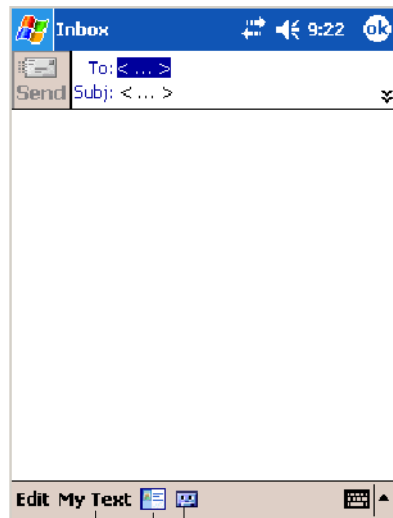 Inbox 9:22 ok
Send To: < ... >
Subj: < ... >
Edit My Text